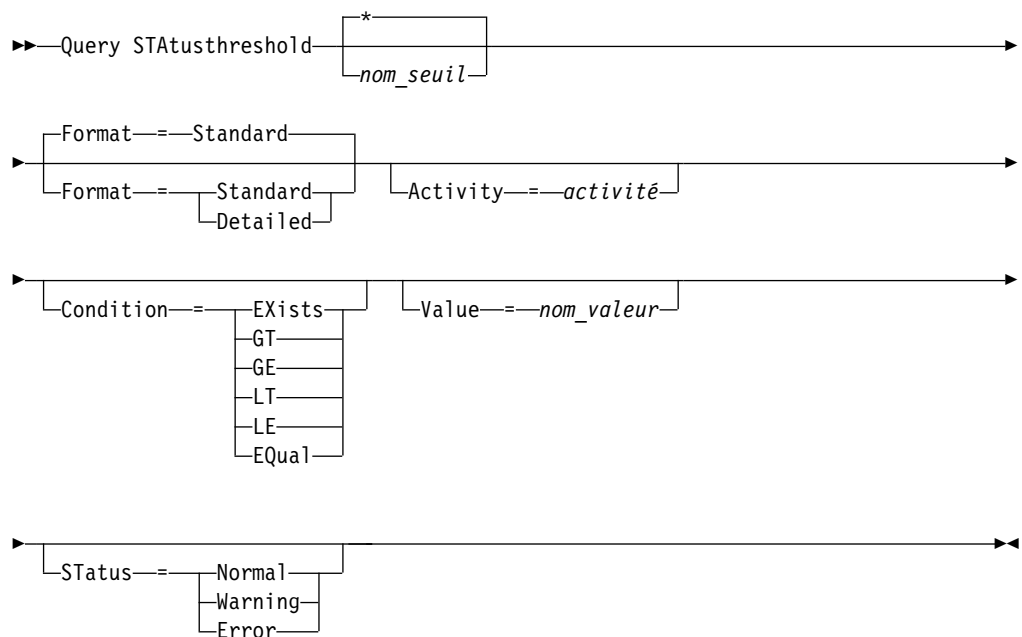 *
Query STAtusthreshold
nom_seuil
Format = Standard
Format = Standard
Detailed
Activity = activité
Condition = EXists
GT
GE
LT
LE
EQual
Value = nom_valeur
STatus = Normal
Warning
Error